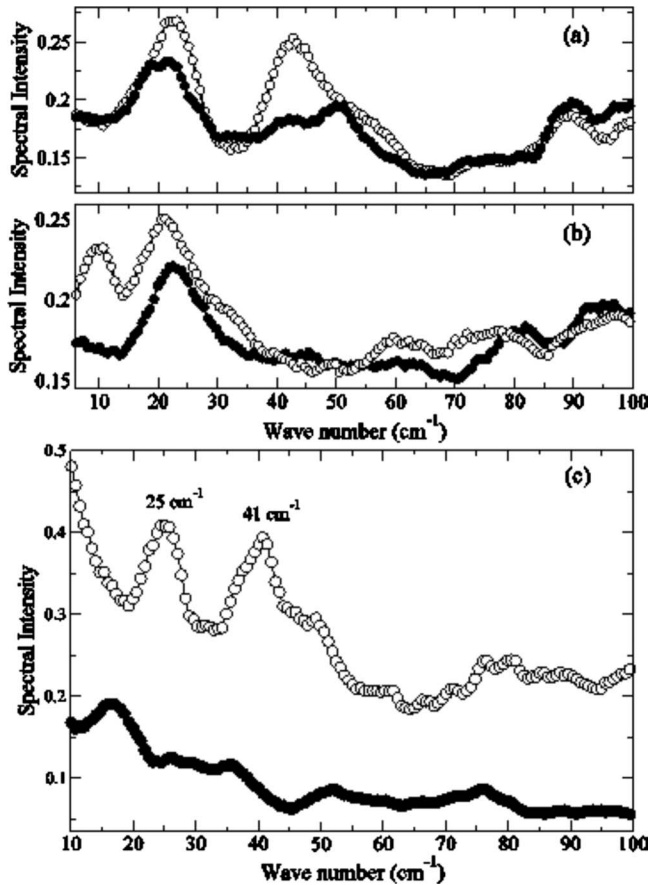 (a)
Spectral Intensity
0.25
0.2
0.15
(b)
Spectral Intensity
0.25
0.2
0.15
10 20 30 40 50 60 70 80 90 100
Wave number (cm⁻¹)
(c)
25 cm⁻¹
41 cm⁻¹
Spectral Intensity
0.5
0.4
0.3
0.2
0.1
10 20 30 40 50 60 70 80 90 100
Wave number (cm⁻¹)